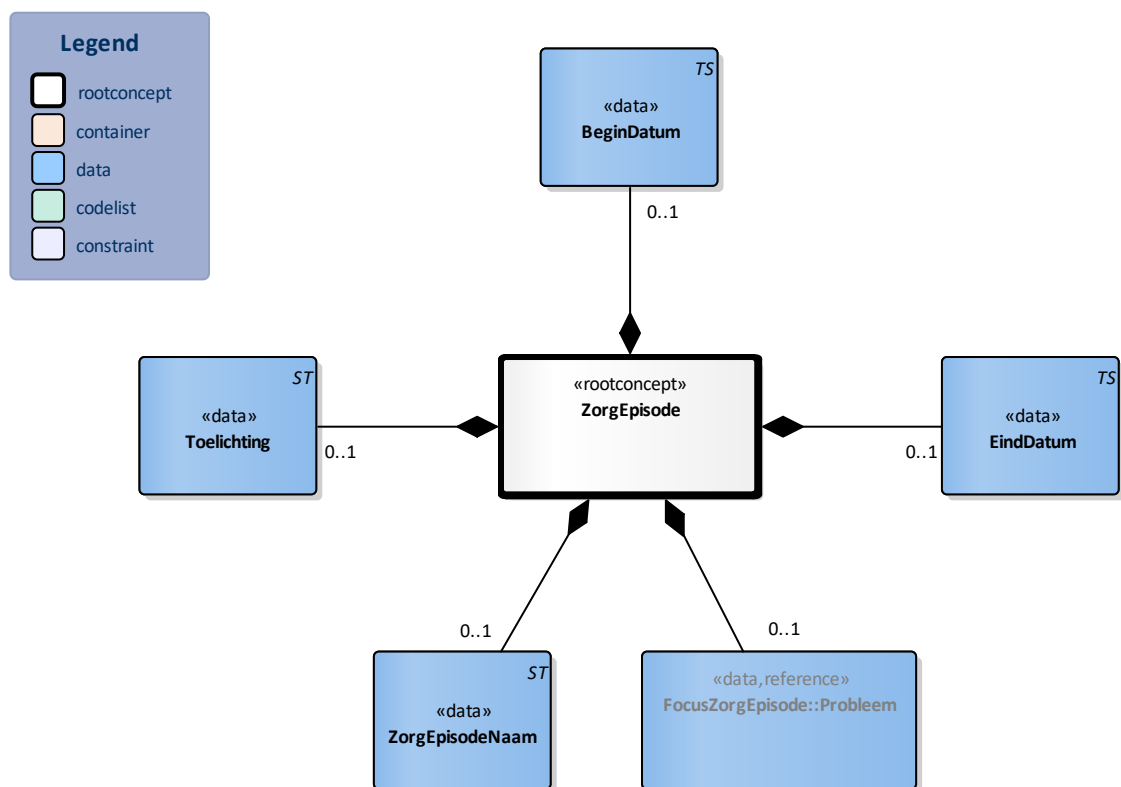 Legend
rootconcept
container
data
codelist
constraint
TS
«data»
BeginDatum
0..1
«rootconcept»
ZorgEpisode
ST
«data»
Toelichting
0..1
TS
«data»
EindDatum
0..1
0..1
ST
«data»
ZorgEpisodeNaam
0..1
«data,reference»
FocusZorgEpisode::Probleem